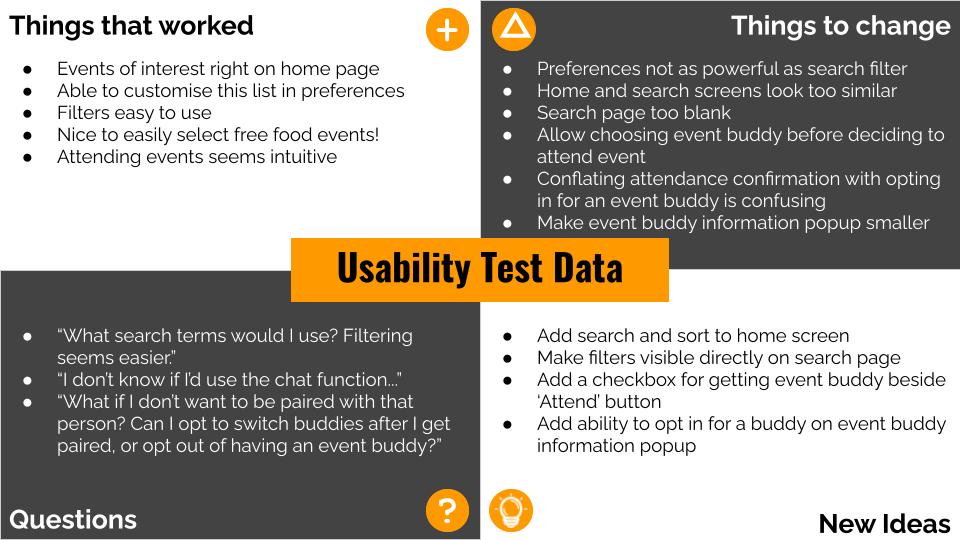 Things that worked
● Events of interest right on home page
● Able to customise this list in preferences
● Filters easy to use
● Nice to easily select free food events!
● Attending events seems intuitive
Things to change
● Preferences not as powerful as search filter
● Home and search screens look too similar
● Search page too blank
● Allow choosing event buddy before deciding to
attend event
● Conflating attendance confirmation with opting
in for an event buddy is confusing
● Make event buddy information popup smaller
Usability Test Data
● “What search terms would I use? Filtering
seems easier.”
● “I don’t know if I’d use the chat function...”
● “What if I don’t want to be paired with that
person? Can I opt to switch buddies after I get
paired, or opt out of having an event buddy?”
Questions
?
● Add search and sort to home screen
● Make filters visible directly on search page
● Add a checkbox for getting event buddy beside
‘Attend’ button
● Add ability to opt in for a buddy on event buddy
information popup
New Ideas